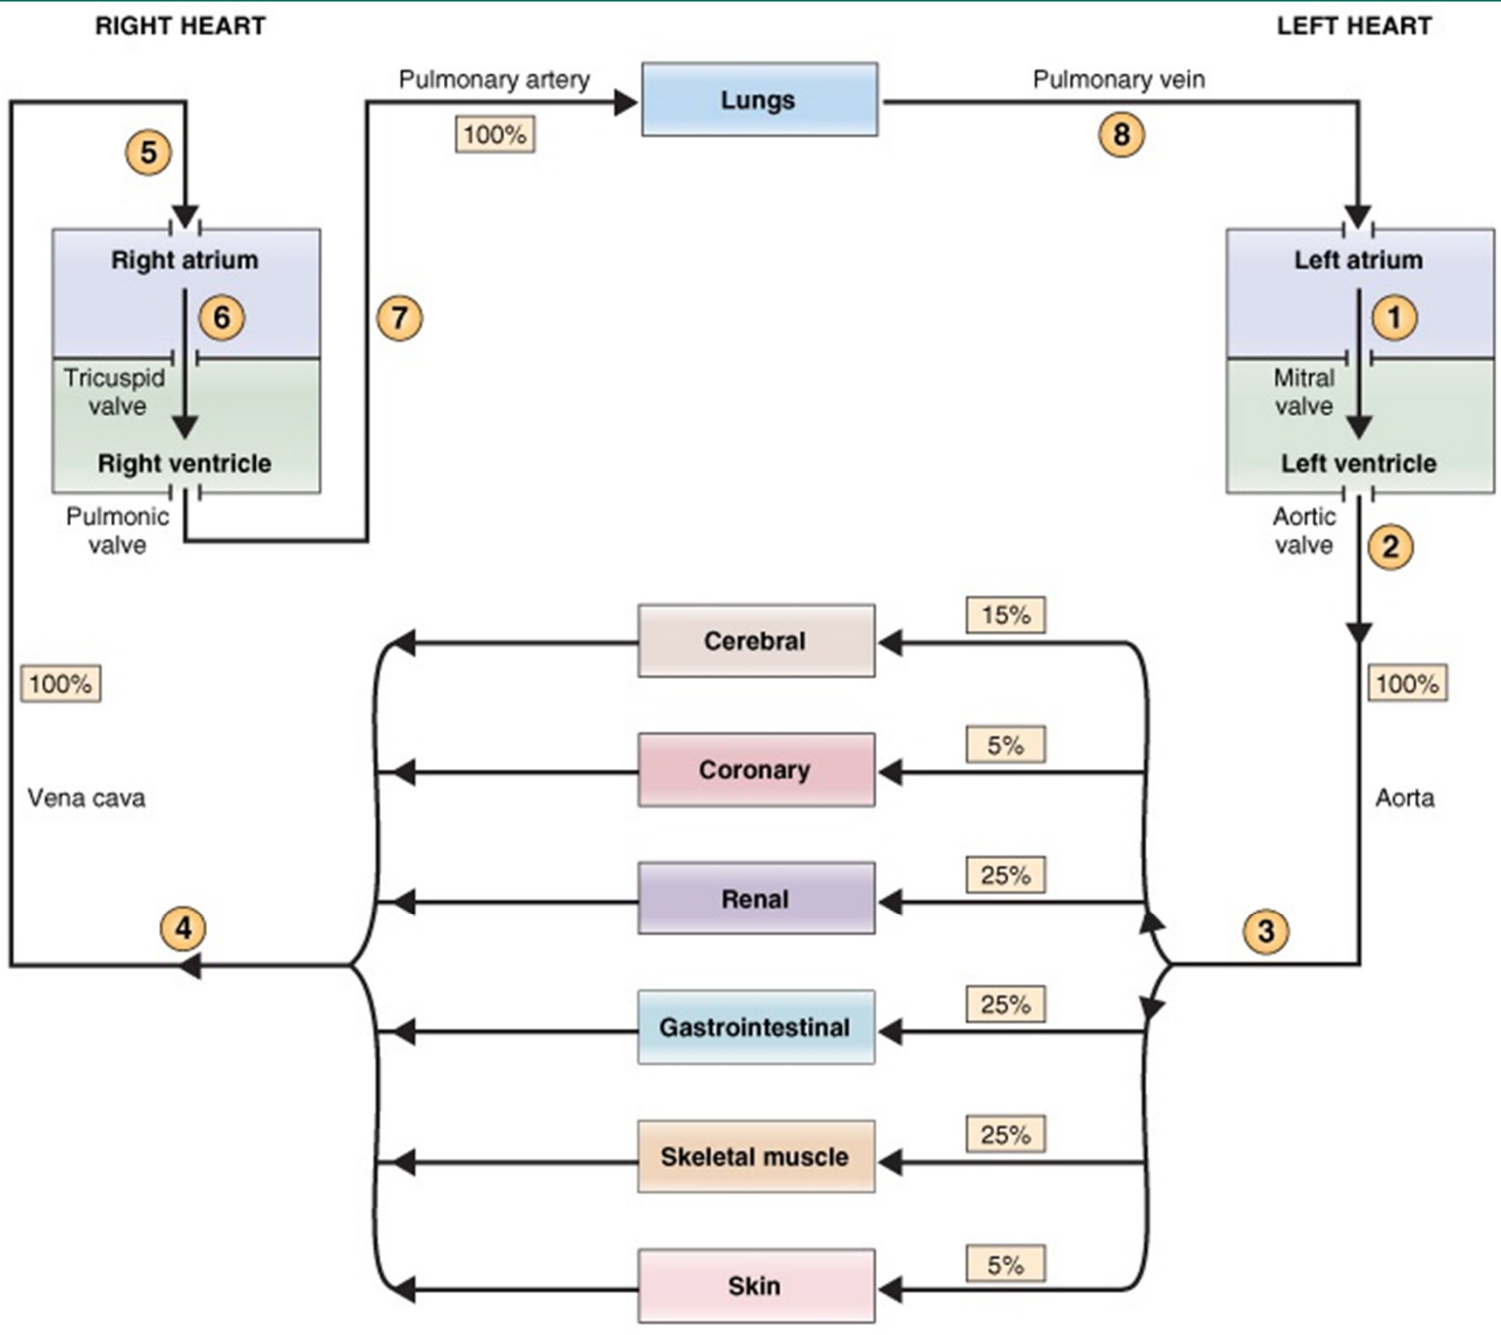 RIGHT HEART
LEFT HEART
Pulmonary artery
100%
Lungs
Pulmonary vein
8
5
Right atrium
6
Tricuspid
valve
Right ventricle
Pulmonic
valve
7
Left atrium
1
Mitral
valve
Left ventricle
Aortic
valve
2
100%
Aorta
3
15%
Cerebral
5%
Coronary
25%
Renal
25%
Gastrointestinal
25%
Skeletal muscle
5%
Skin
4
100%
Vena cava